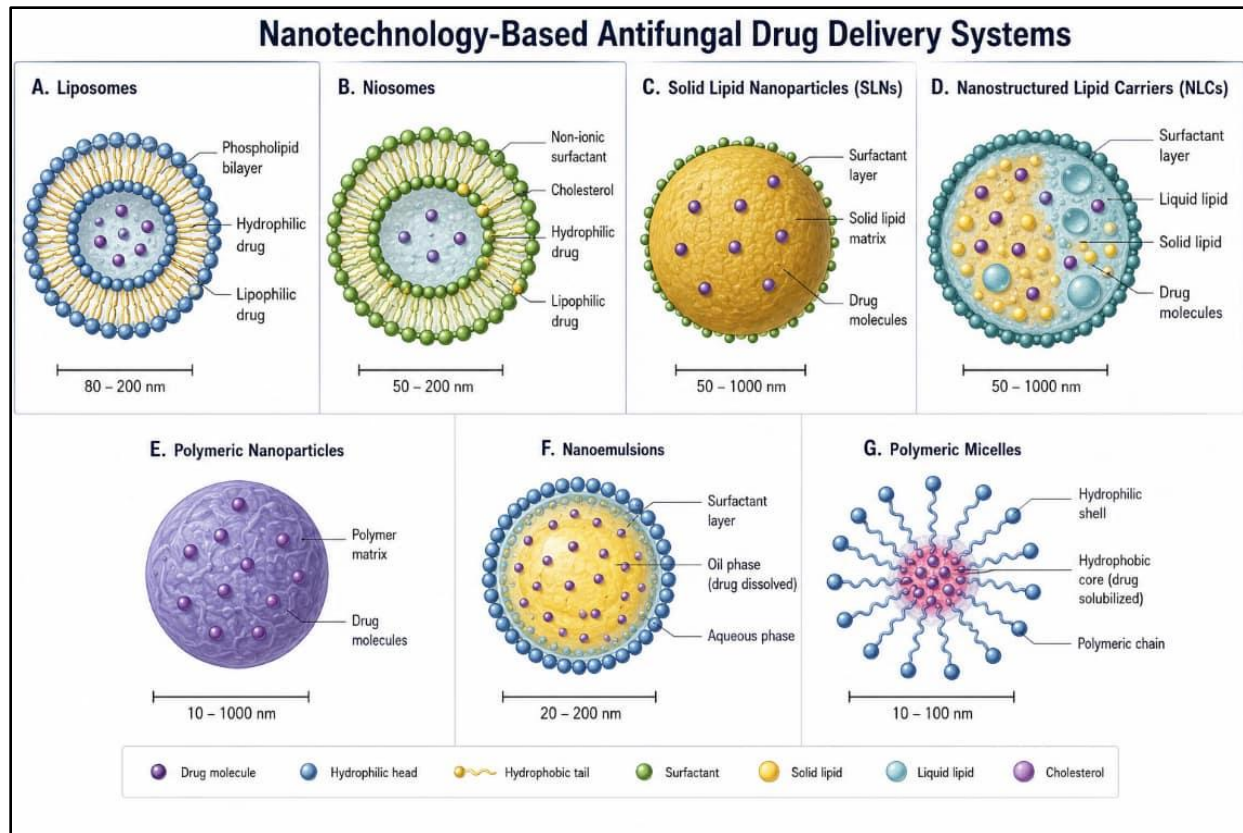 Nanotechnology-Based Antifungal Drug Delivery Systems
A. Liposomes
Phospholipid
bilayer
Hydrophilic
drug
Lipophilic
drug
80 – 200 nm
B. Niosomes
Non-ionic
surfactant
Cholesterol
Hydrophilic
drug
Lipophilic
drug
50 – 200 nm
C. Solid Lipid Nanoparticles (SLNs)
Surfactant
layer
Solid lipid
matrix
Drug
molecules
50 – 1000 nm
D. Nanostructured Lipid Carriers (NLCs)
Surfactant
layer
Liquid lipid
Solid lipid
Drug
molecules
50 – 1000 nm
E. Polymeric Nanoparticles
Polymer
matrix
Drug
molecules
10 – 1000 nm
F. Nanoemulsions
Surfactant
layer
Oil phase
(drug dissolved)
Aqueous phase
20 – 200 nm
G. Polymeric Micelles
Hydrophilic
shell
Hydrophobic
core (drug
solubilized)
Polymeric chain
10 – 100 nm
Drug molecule
Hydrophilic head
Hydrophobic tail
Surfactant
Solid lipid
Liquid lipid
Cholesterol